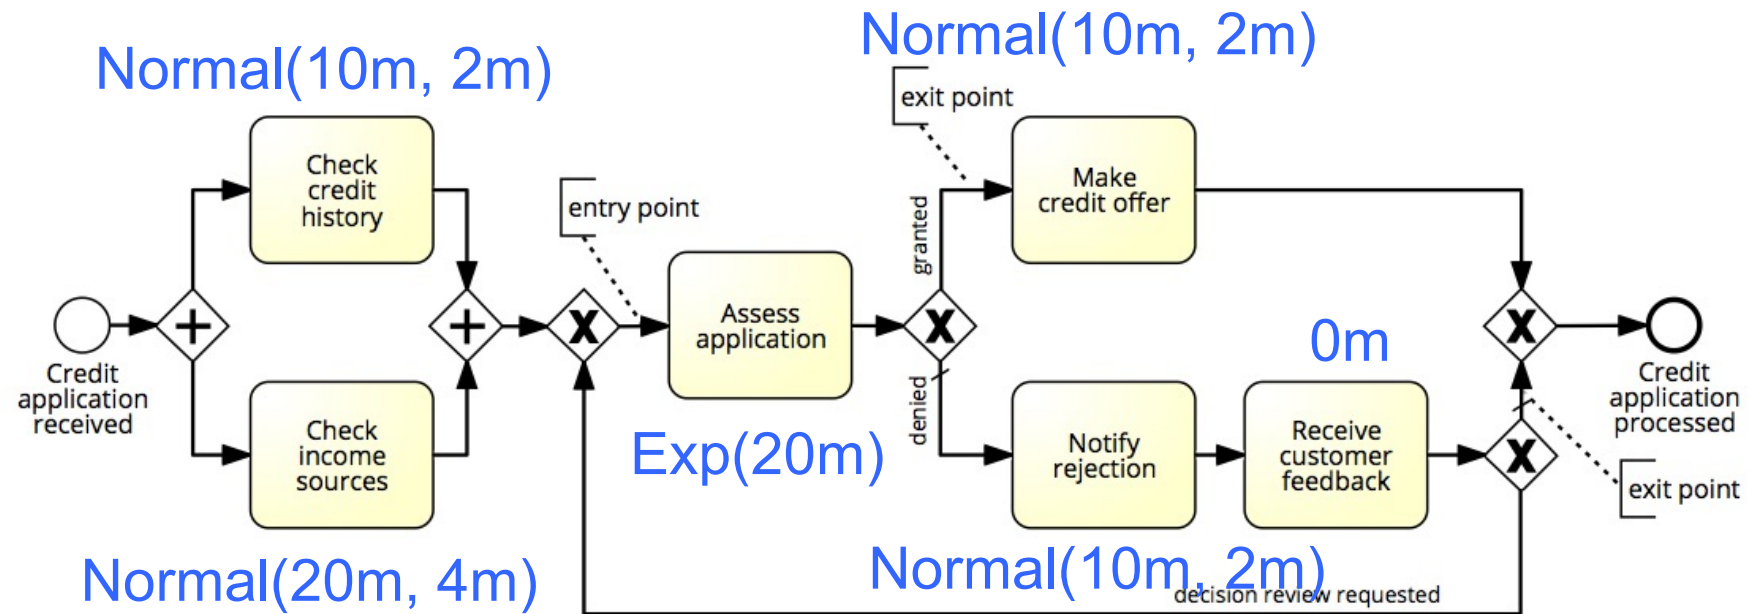 Normal(10m, 2m)
Normal(10m, 2m)
exit point
Check
credit
history
Make
credit offer
entry point
granted
Assess
application
0m
Credit
application
received
Credit
application
processed
denied
Check
income
sources
Exp(20m)
Notify
rejection
Receive
customer
feedback
exit point
Normal(20m, 4m)
Normal(10m, 2m)
decision review requested